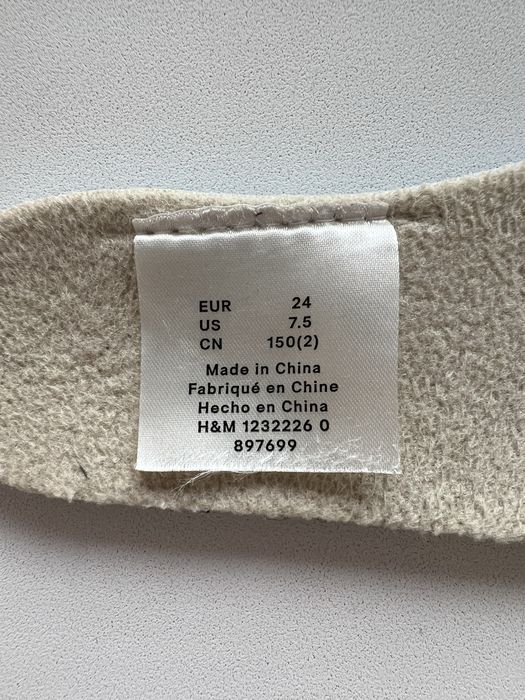 EUR 24
US 7.5
CN 150(2)
Made in China
Fabriqué en Chine
Hecho en China
H&M 1232226 0
897699